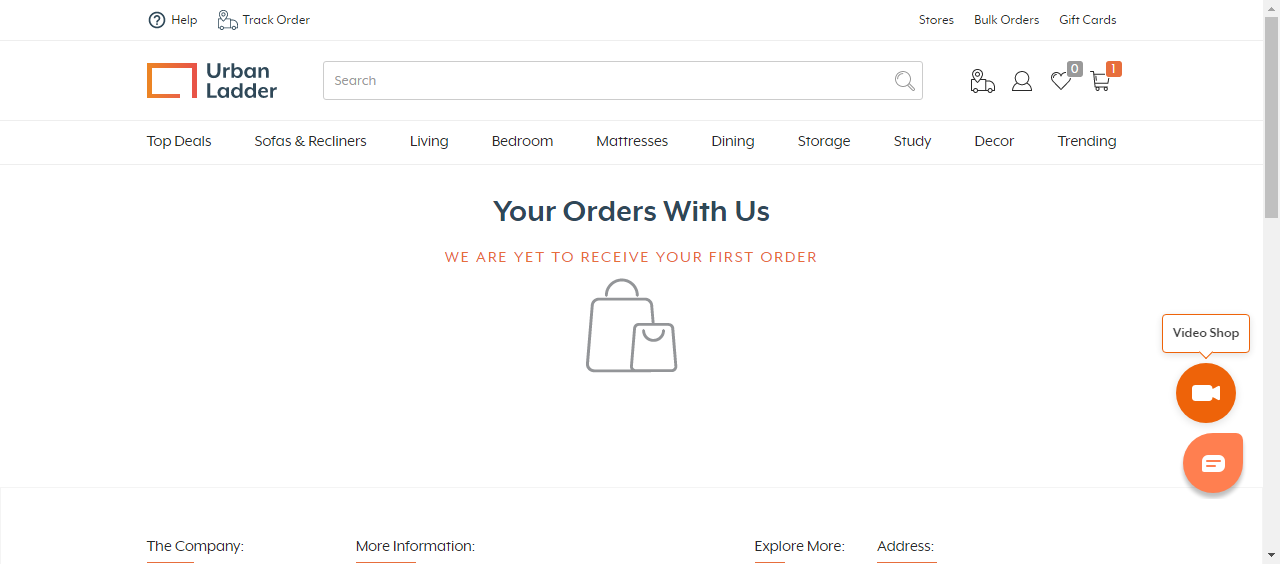 Help Track Order Stores Bulk Orders Gift Cards
Urban
Ladder
Search
0
1
Top Deals Sofas & Recliners Living Bedroom Mattresses Dining Storage Study Decor Trending
Your Orders With Us
WE ARE YET TO RECEIVE YOUR FIRST ORDER
Video Shop
The Company: More Information: Explore More: Address: